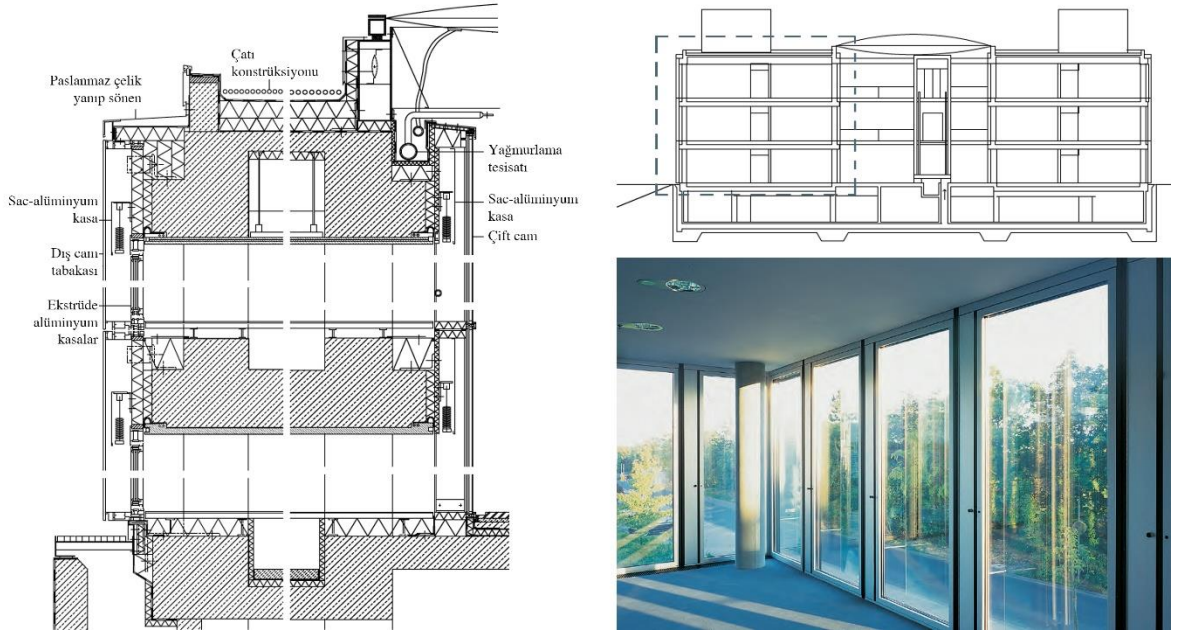 Çatı
konstrüksiyonu
Paslanmaz çelik
yanıp sönen
Sac-alüminyum
kasa
Dış cam
tabakası
Ekstrüde
alüminyum
kasalar
Yağmurlama
tesisatı
Sac-alüminyum
kasa
Çift cam